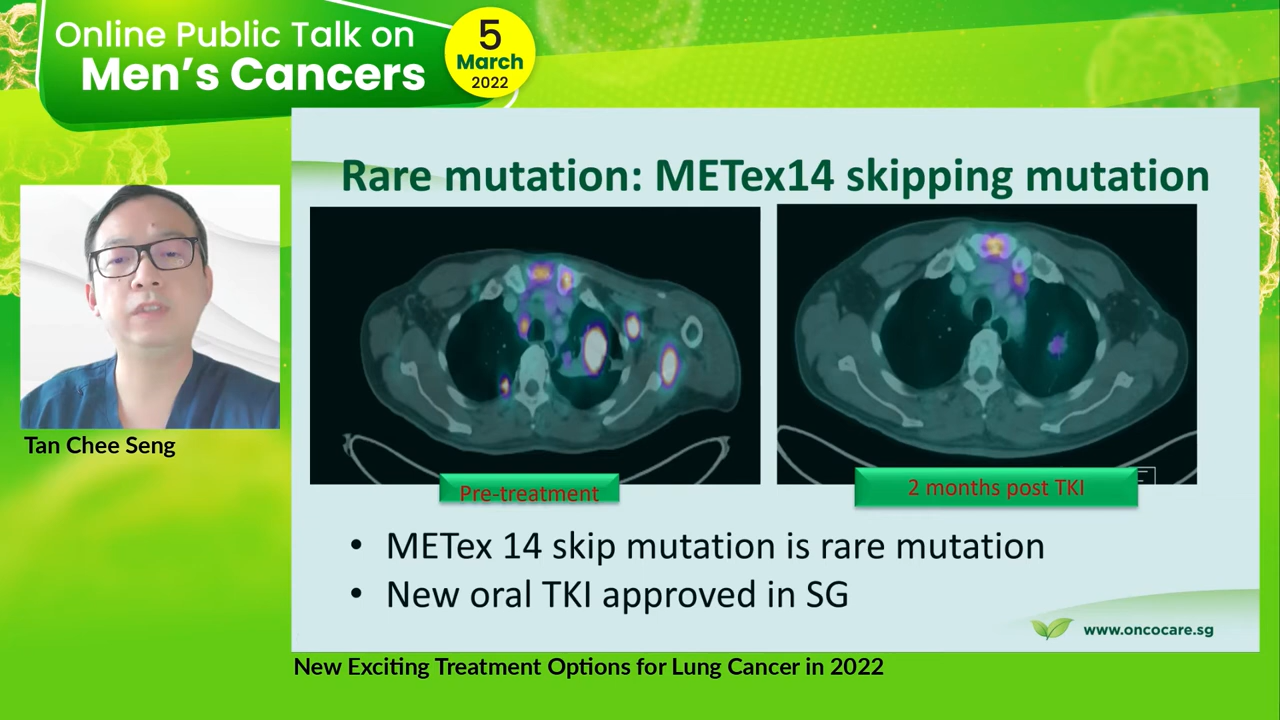 Online Public Talk on
Men's Cancers
5
March
2022
Rare mutation: METex14 skipping mutation
Pre-treatment
2 months post TKI
• METex 14 skip mutation is rare mutation
• New oral TKI approved in SG
www.oncocare.sg
Tan Chee Seng
New Exciting Treatment Options for Lung Cancer in 2022